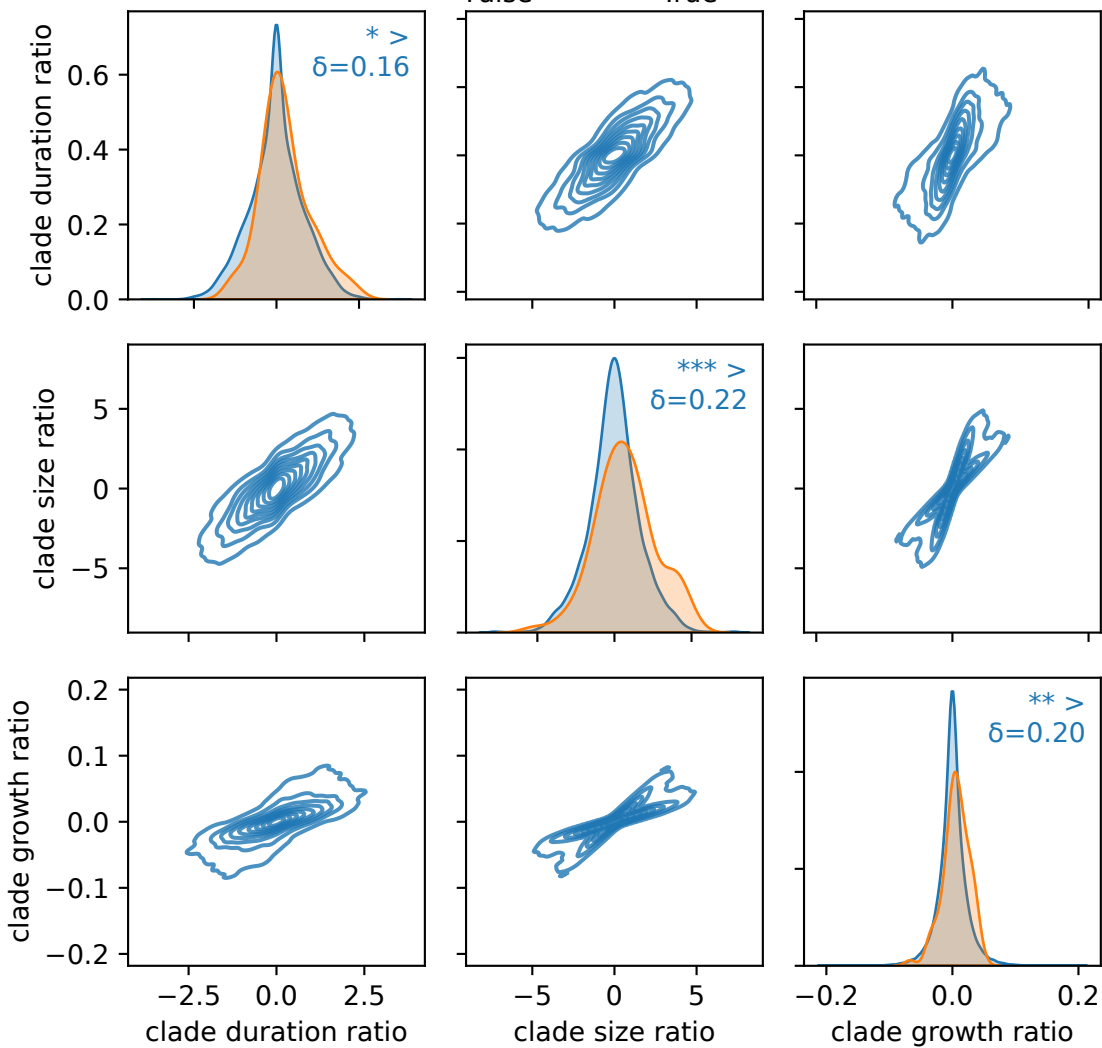 clade duration ratio
0.6
0.4
0.2
0.0
* >
δ=0.16
clade size ratio
5
0
−5
*** >
δ=0.22
clade growth ratio
0.2
0.1
0.0
−0.1
−0.2
** >
δ=0.20
−2.5 0.0 2.5
−5 0 5
−0.2 0.0 0.2
clade duration ratio clade size ratio clade growth ratio